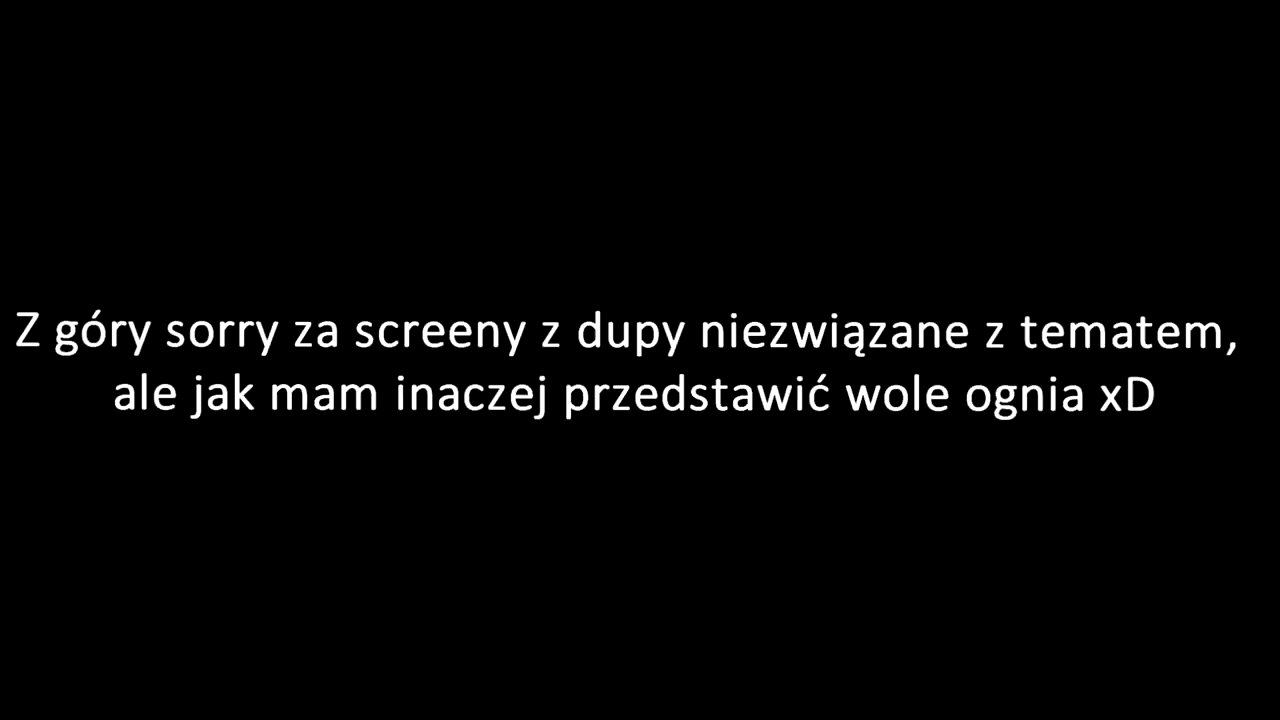 Z góry sorry za screeny z dupy niezwiązane z tematem,
ale jak mam inaczej przedstawić wole ognia xD